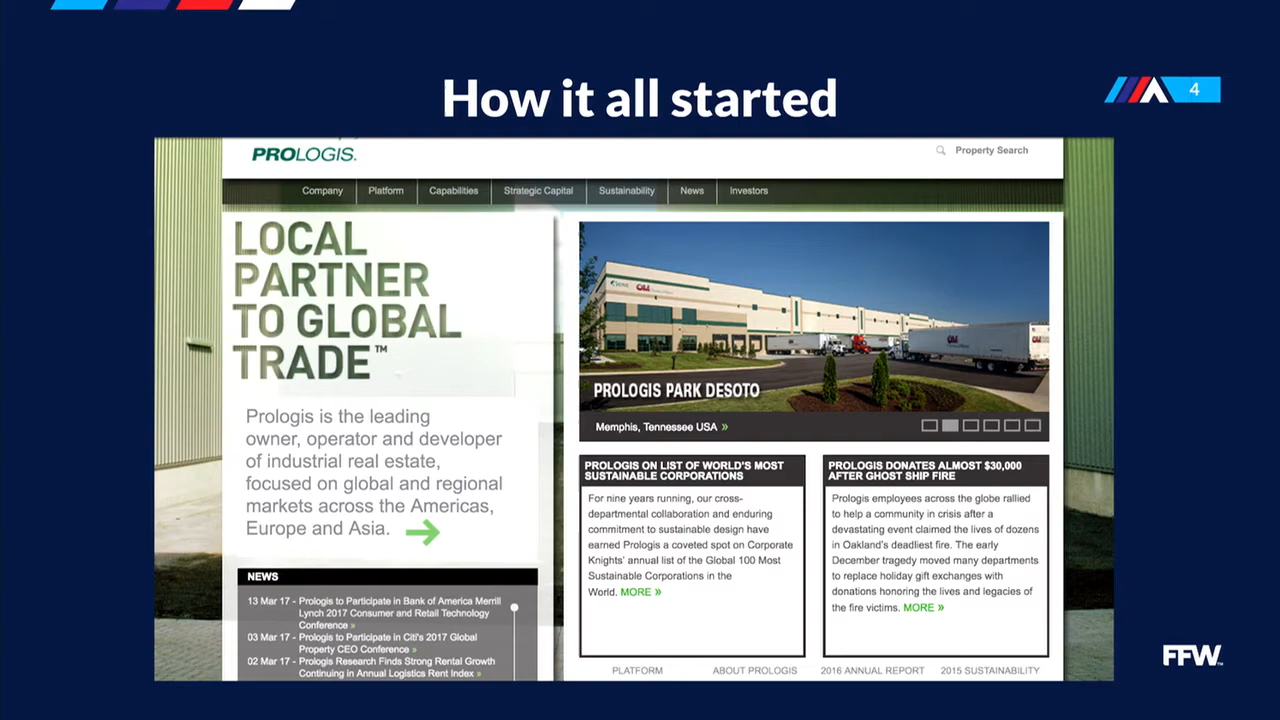 How it all started
4
PROLOGIS.
Property Search
Company
Platform
Capabilities
Strategic Capital
Sustainability
News
Investors
LOCAL
PARTNER
TO GLOBAL
TRADE™
Prologis is the leading
owner, operator and developer
of industrial real estate,
focused on global and regional
markets across the Americas,
Europe and Asia.
NEWS
13 Mar 17 - Prologis to Participate in Bank of America Merrill
Lynch 2017 Consumer and Retail Technology
Conference »
03 Mar 17 - Prologis to Participate in Citi's 2017 Global
Property CEO Conference »
02 Mar 17 - Prologis Research Finds Strong Rental Growth
Continuing in Annual Logistics Rent Index »
PROLOGIS PARK DESOTO
Memphis, Tennessee USA »
PROLOGIS ON LIST OF WORLD'S MOST
SUSTAINABLE CORPORATIONS
For nine years running, our cross-
departmental collaboration and enduring
commitment to sustainable design have
earned Prologis a coveted spot on Corporate
Knights' annual list of the Global 100 Most
Sustainable Corporations in the
World. MORE »
PROLOGIS DONATES ALMOST $30,000
AFTER GHOST SHIP FIRE
Prologis employees across the globe rallied
to help a community in crisis after a
devastating event claimed the lives of dozens
in Oakland's deadliest fire. The early
December tragedy moved many departments
to replace holiday gift exchanges with
donations honoring the lives and legacies of
the fire victims. MORE »
PLATFORM
ABOUT PROLOGIS
2016 ANNUAL REPORT
2015 SUSTAINABILITY
FFW